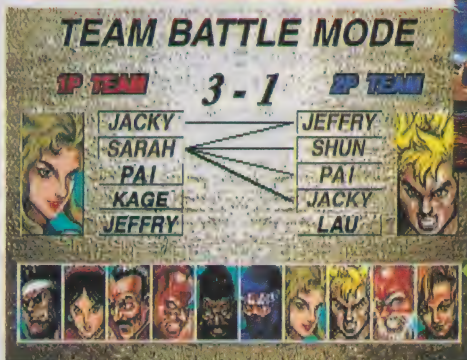 TEAM BATTLE MODE
1P TEAM 3 - 1 2P TEAM
JACKY JEFFRY
SARAH SHUN
PAI PAI
KAGE JACKY
JEFFRY LAU